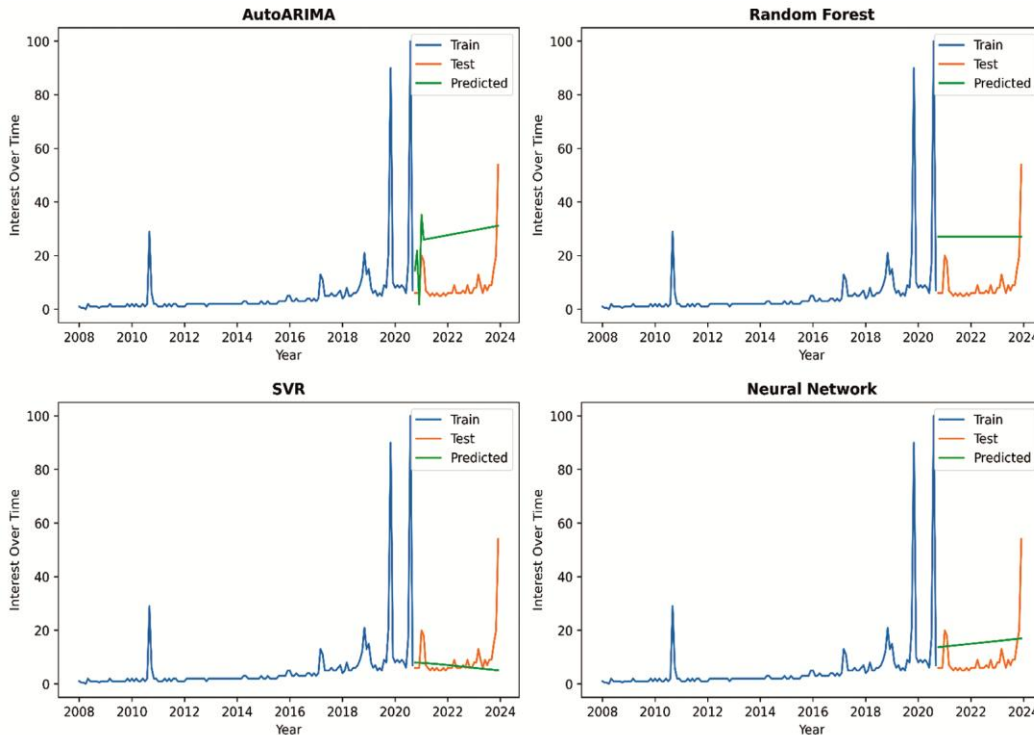 AutoARIMA
100
80
60
40
20
0
Interest Over Time
Train
Test
Predicted
2008 2010 2012 2014 2016 2018 2020 2022 2024
Year
Random Forest
100
80
60
40
20
0
Interest Over Time
Train
Test
Predicted
2008 2010 2012 2014 2016 2018 2020 2022 2024
Year
SVR
100
80
60
40
20
0
Interest Over Time
Train
Test
Predicted
2008 2010 2012 2014 2016 2018 2020 2022 2024
Year
Neural Network
100
80
60
40
20
0
Interest Over Time
Train
Test
Predicted
2008 2010 2012 2014 2016 2018 2020 2022 2024
Year